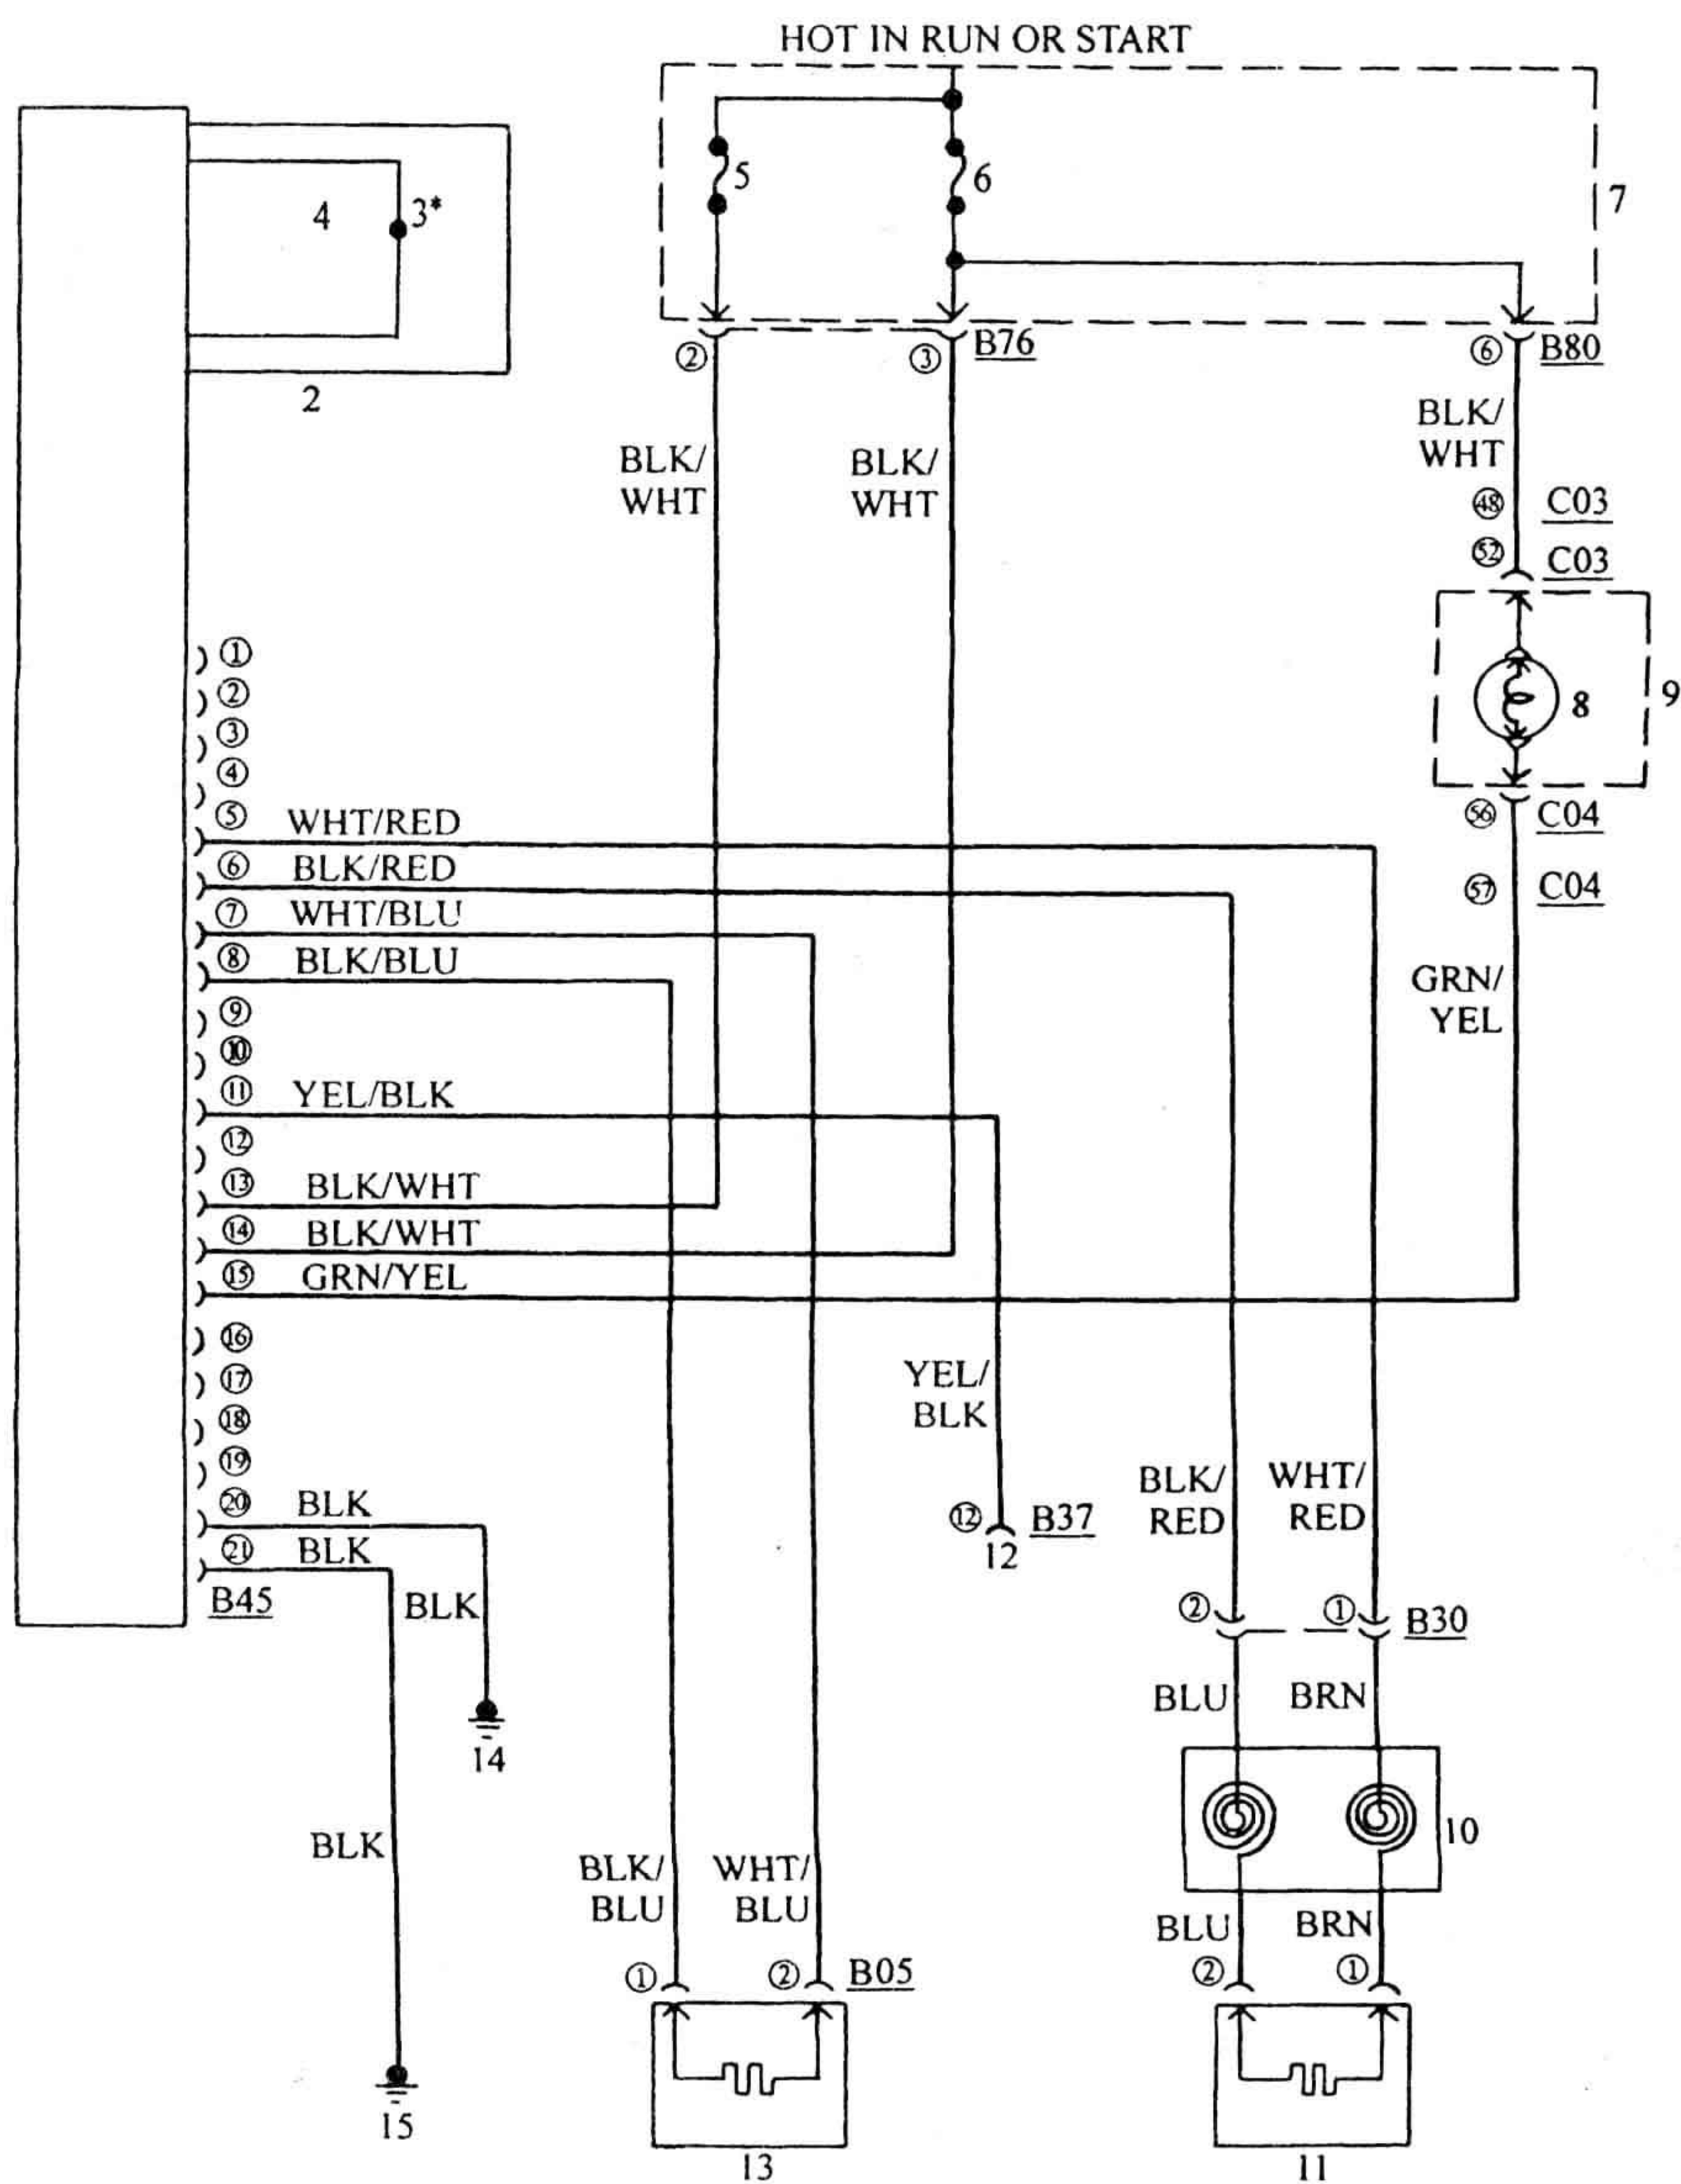 HOT IN RUN OR START
4
3*
5
6
7
2
② ③ B76
⑥ B80
BLK/
WHT
BLK/
WHT
BLK/
WHT
㊽ C03
52 C03
8
9
56 C04
57 C04
GRN/
YEL
①
②
③
④
⑤ WHT/RED
⑥ BLK/RED
⑦ WHT/BLU
⑧ BLK/BLU
⑨
⑩
⑪ YEL/BLK
⑫
⑬ BLK/WHT
⑭ BLK/WHT
⑮ GRN/YEL
⑯
⑰
⑱
⑲
⑳ BLK
㉑ BLK
B45
BLK
14
BLK
15
YEL/
BLK
⑫ B37
12
BLK/
RED
WHT/
RED
② ① B30
BLU BRN
10
BLU BRN
② ①
11
BLK/
BLU
WHT/
BLU
① ② B05
13